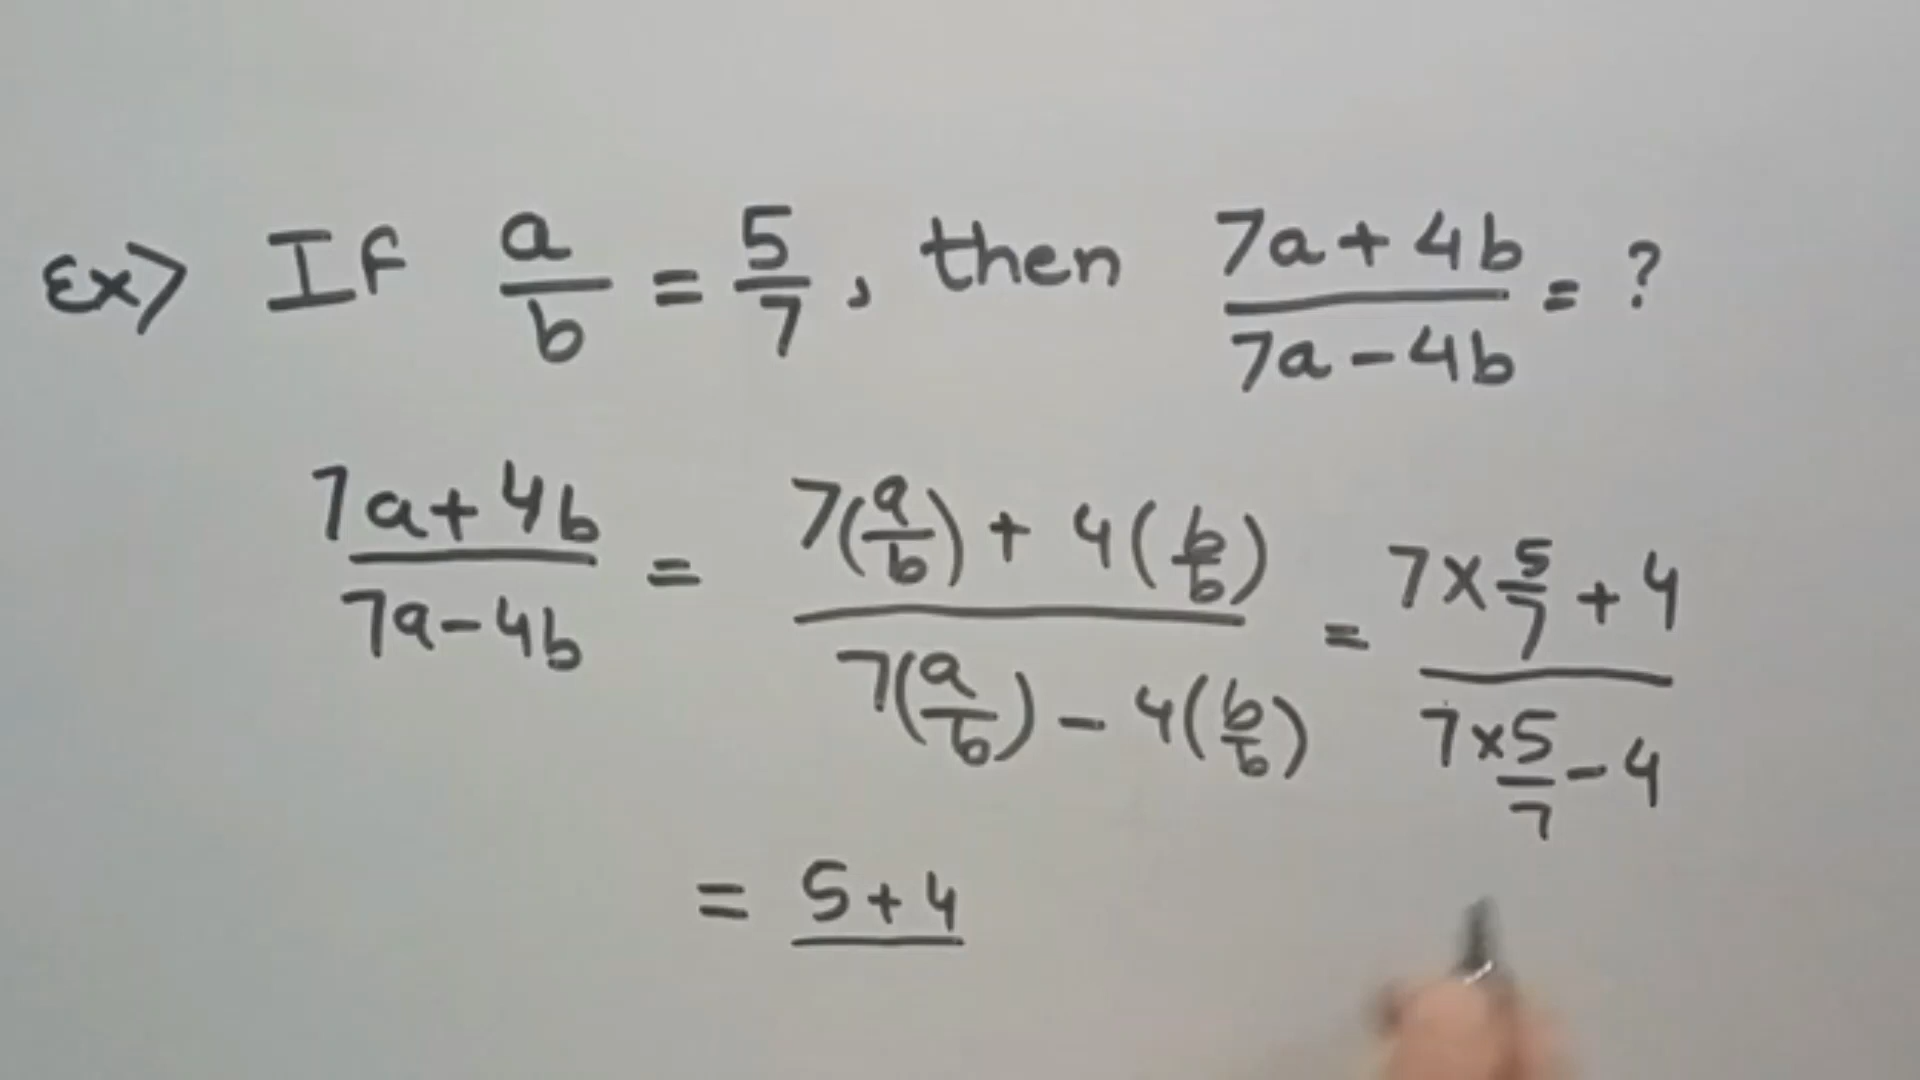 Ex> If a/b = 5/7, then 7a+4b/7a-4b = ?
7a+4b/7a-4b = 7(a/b) + 4(b/b)/7(a/b) - 4(b/b) = 7×5/7+4/7×5/7-4
= 5+4